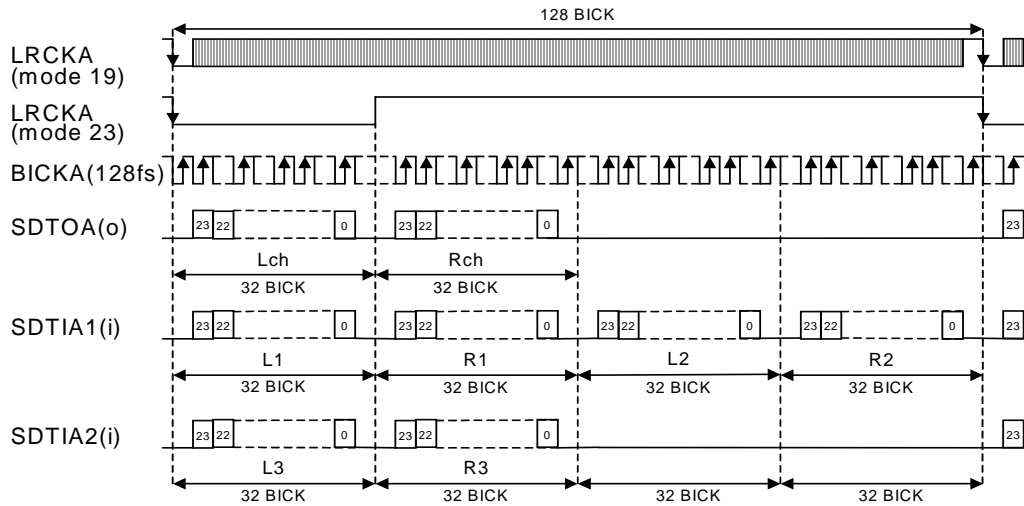 128 BICK
LRCKA
(mode 19)
LRCKA
(mode 23)
BICKA(128fs)
SDTOA(o)
23 22 0 23 22 0 23
Lch Rch
32 BICK 32 BICK
SDTIA1(i)
23 22 0 23 22 0 23 22 0 23 22 0 23
L1 R1 L2 R2
32 BICK 32 BICK 32 BICK 32 BICK
SDTIA2(i)
23 22 0 23 22 0 23
L3 R3
32 BICK 32 BICK 32 BICK 32 BICK